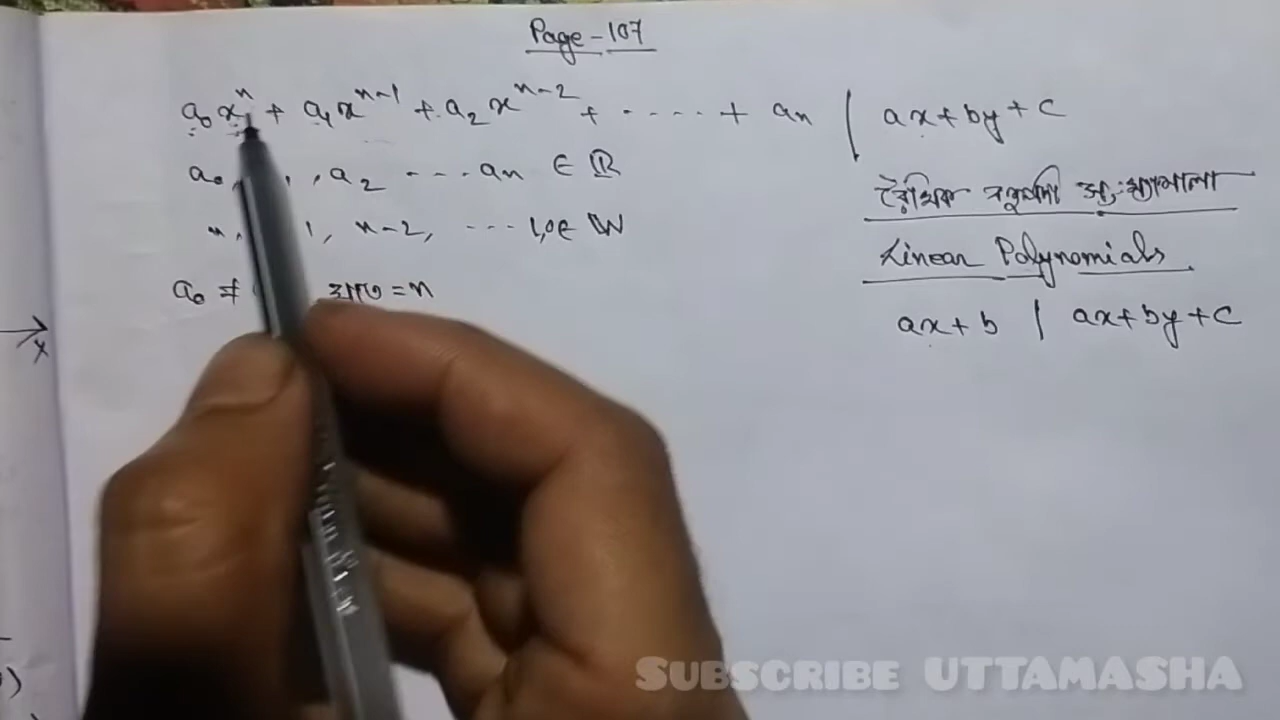 Page-107
a₀xⁿ + a₁xⁿ⁻¹ + a₂xⁿ⁻² + ..... + aₙ | ax+by+c
a₀, , a₂ ... aₙ ∈ ℝ
n, 1, n-2, ... 1,0 ∈ W
a₀ ≠ ঘাত = n
রৈখিক বহুপদী সংখ্যামালা
Linear Polynomials
ax+b | ax+by+c
x
SUBSCRIBE UTTAMASHA